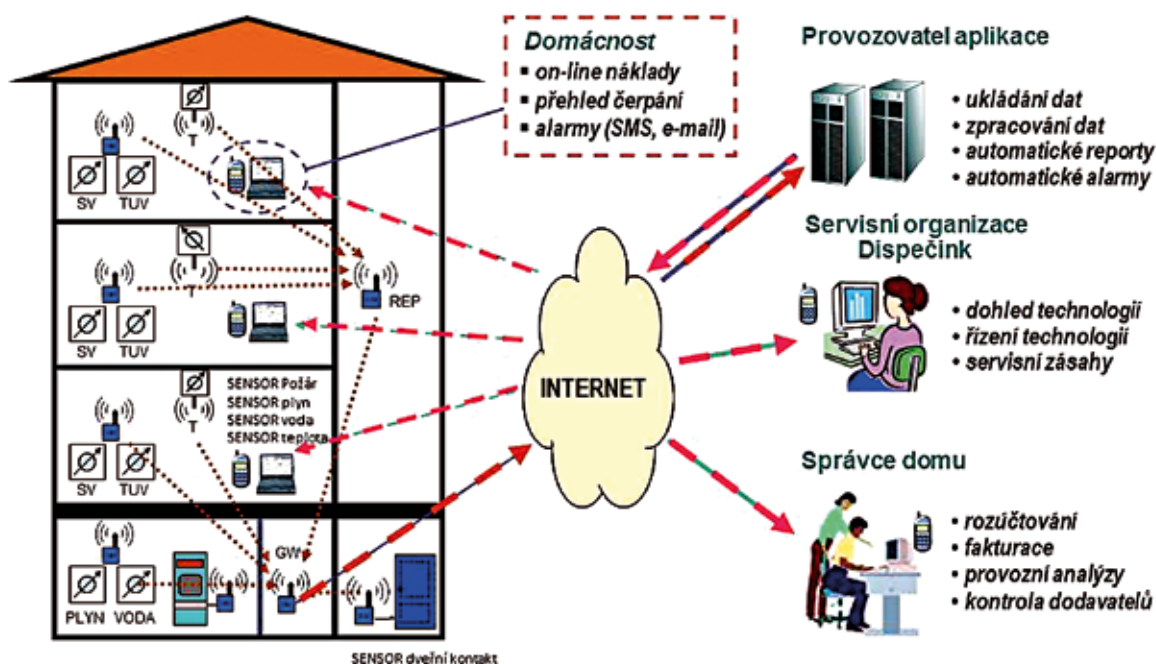 Domácnost
▪ on-line náklady
▪ přehled čerpání
▪ alarmy (SMS, e-mail)
Provozovatel aplikace
• ukládání dat
• zpracování dat
• automatické reporty
• automatické alarmy
T
SV TUV
Servisní organizace
Dispečink
• dohled technologií
• řízení technologií
• servisní zásahy
T
REP
SV TUV
INTERNET
SENSOR Požár
SENSOR plyn
SENSOR voda
SENSOR teplota
T
SV TUV
Správce domu
• rozúčtování
• fakturace
• provozní analýzy
• kontrola dodavatelů
GW
PLYN VODA
SENSOR dveřní kontakt